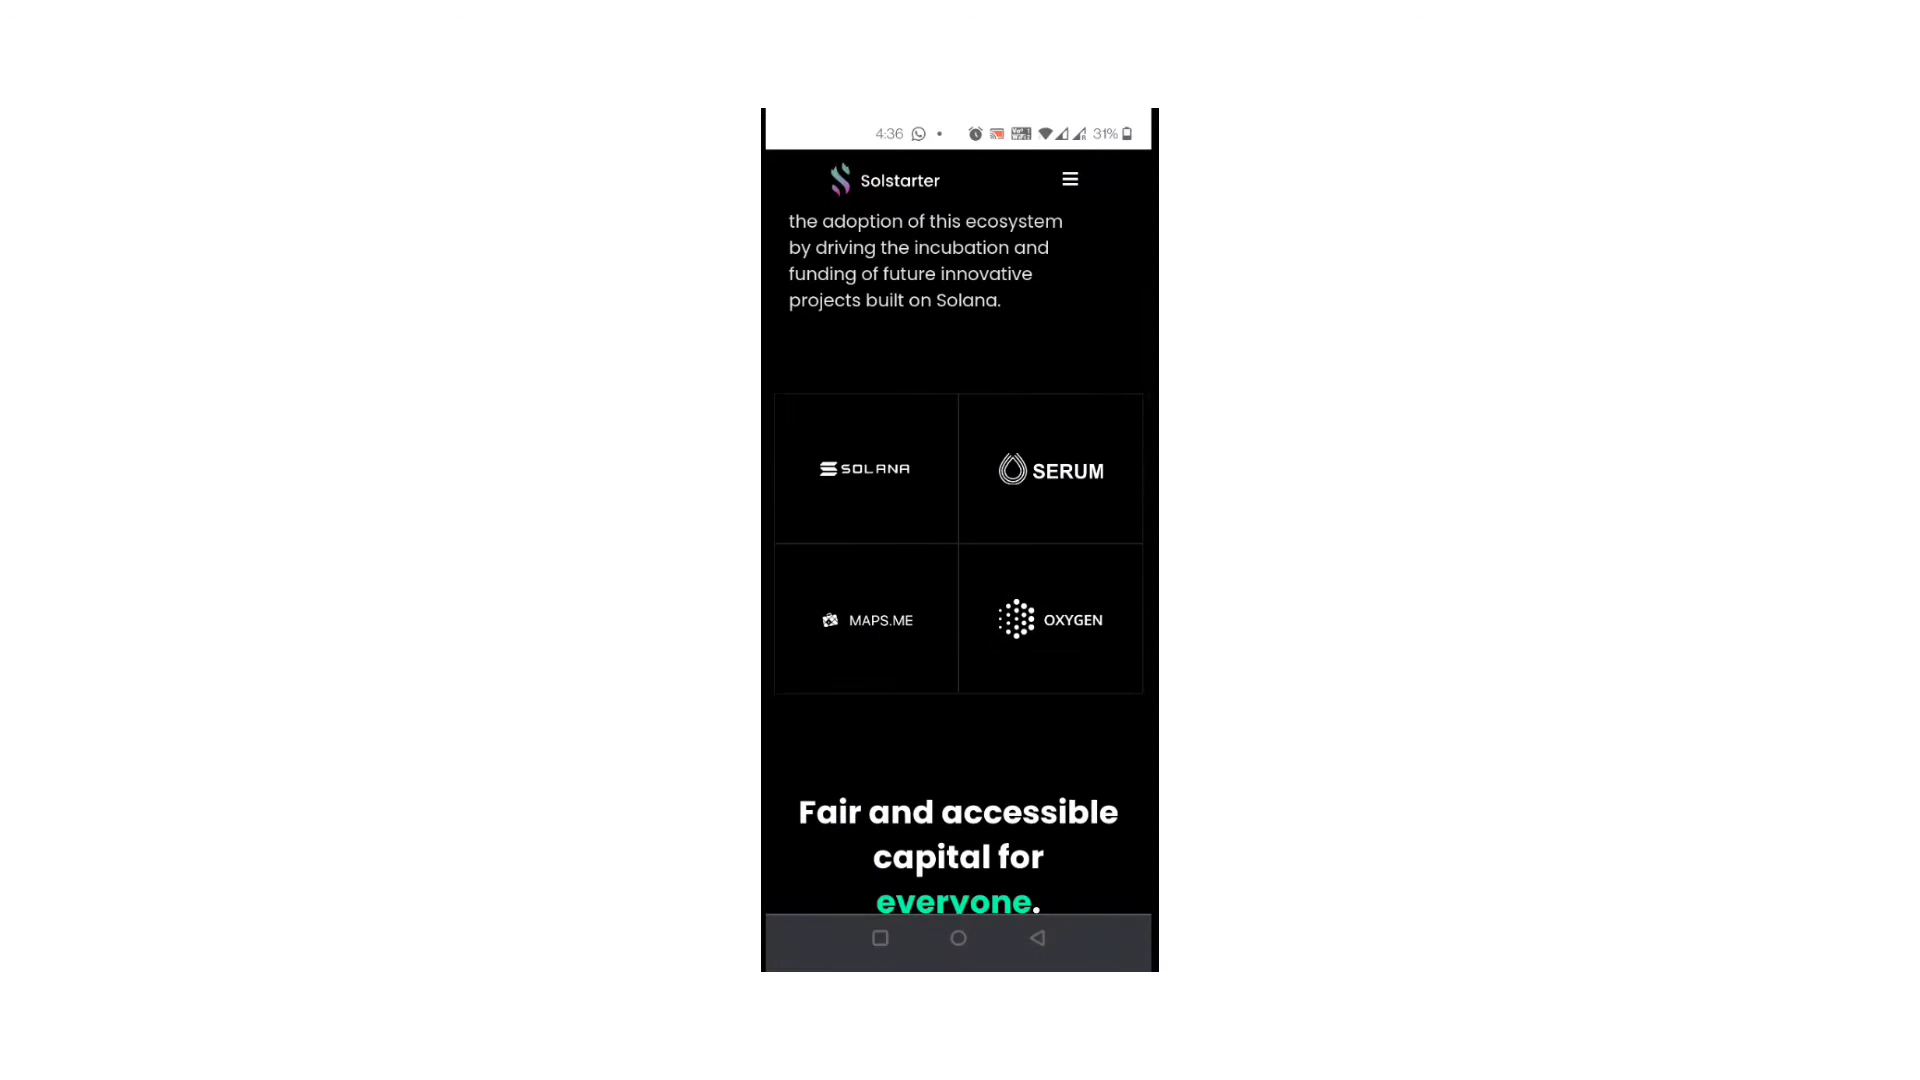 4:36 31%
Solstarter
the adoption of this ecosystem
by driving the incubation and
funding of future innovative
projects built on Solana.
SOLANA
SERUM
MAPS.ME
OXYGEN
Fair and accessible
capital for
everyone.